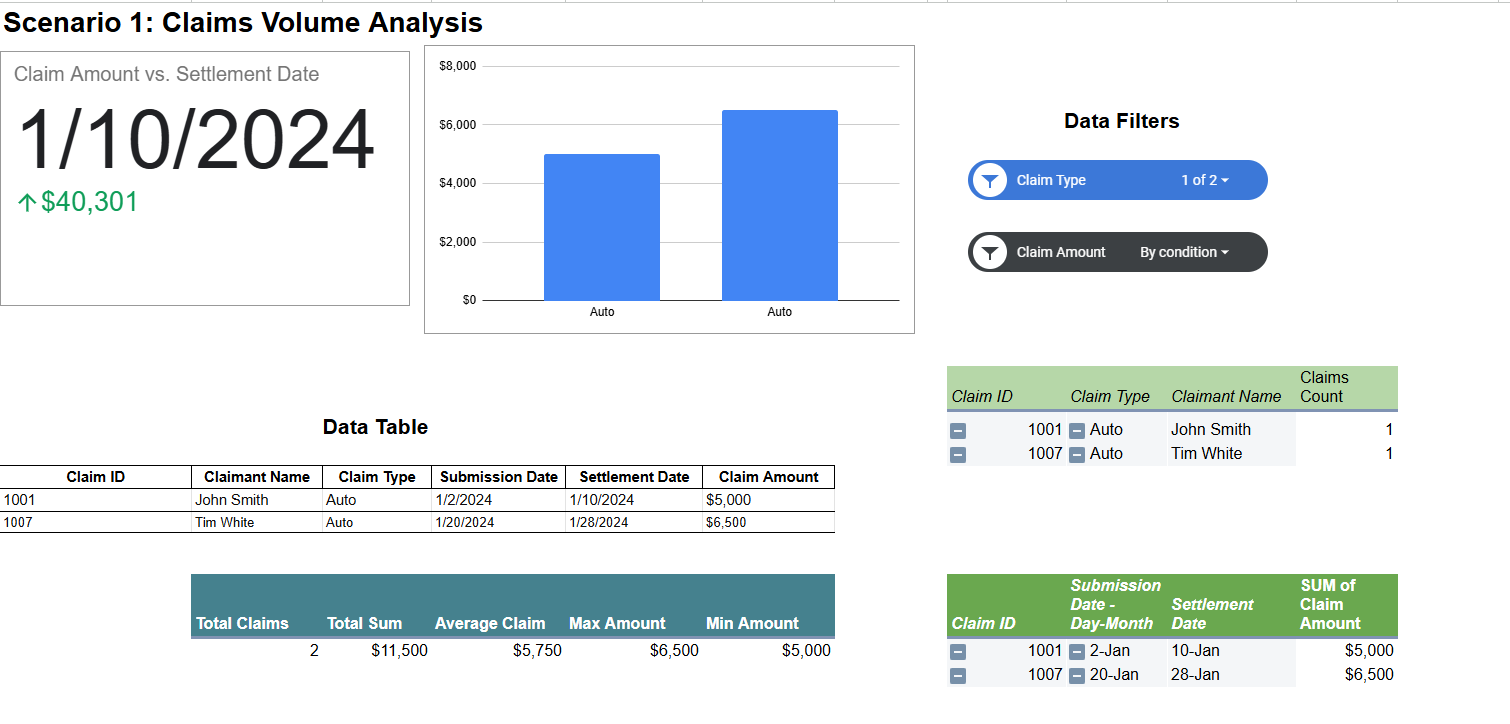 Scenario 1: Claims Volume Analysis
Claim Amount vs. Settlement Date
1/10/2024
↑$40,301
$8,000
$6,000
$4,000
$2,000
$0
Auto Auto
Data Filters
Claim Type 1 of 2
Claim Amount By condition
Claim ID Claim Type Claimant Name Claims Count
1001 Auto John Smith 1
1007 Auto Tim White 1
Data Table
Claim ID Claimant Name Claim Type Submission Date Settlement Date Claim Amount
1001 John Smith Auto 1/2/2024 1/10/2024 $5,000
1007 Tim White Auto 1/20/2024 1/28/2024 $6,500
Total Claims Total Sum Average Claim Max Amount Min Amount
2 $11,500 $5,750 $6,500 $5,000
Claim ID Submission Date - Day-Month Settlement Date SUM of Claim Amount
1001 2-Jan 10-Jan $5,000
1007 20-Jan 28-Jan $6,500